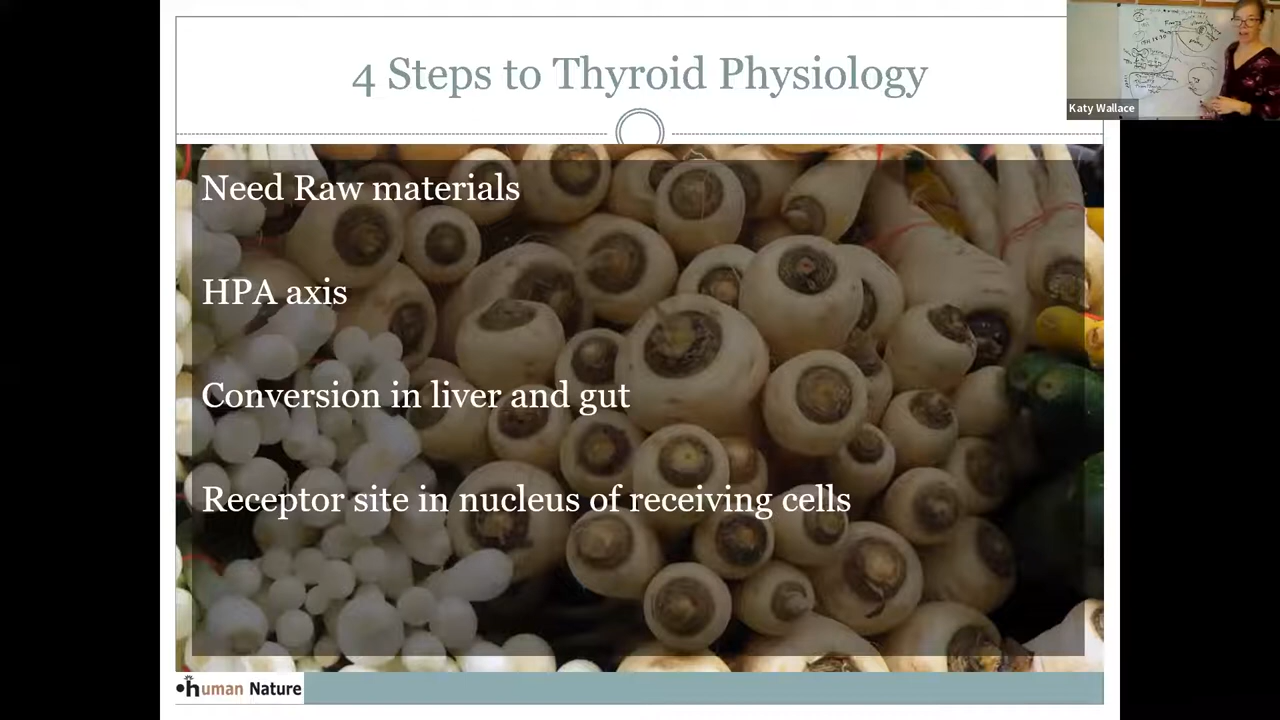 4 Steps to Thyroid Physiology
Katy Wallace
Need Raw materials
HPA axis
Conversion in liver and gut
Receptor site in nucleus of receiving cells
human Nature